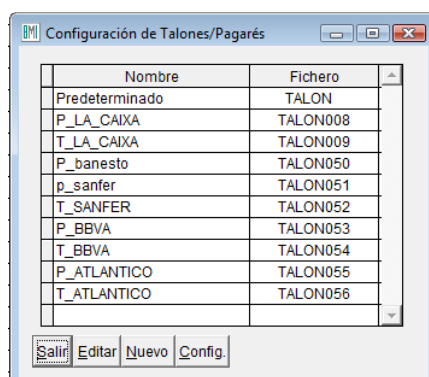 BMI Configuración de Talones/Pagarés
Nombre Fichero
Predeterminado TALON
P_LA_CAIXA TALON008
T_LA_CAIXA TALON009
P_banesto TALON050
p_sanfer TALON051
T_SANFER TALON052
P_BBVA TALON053
T_BBVA TALON054
P_ATLANTICO TALON055
T_ATLANTICO TALON056
Salir Editar Nuevo Config.